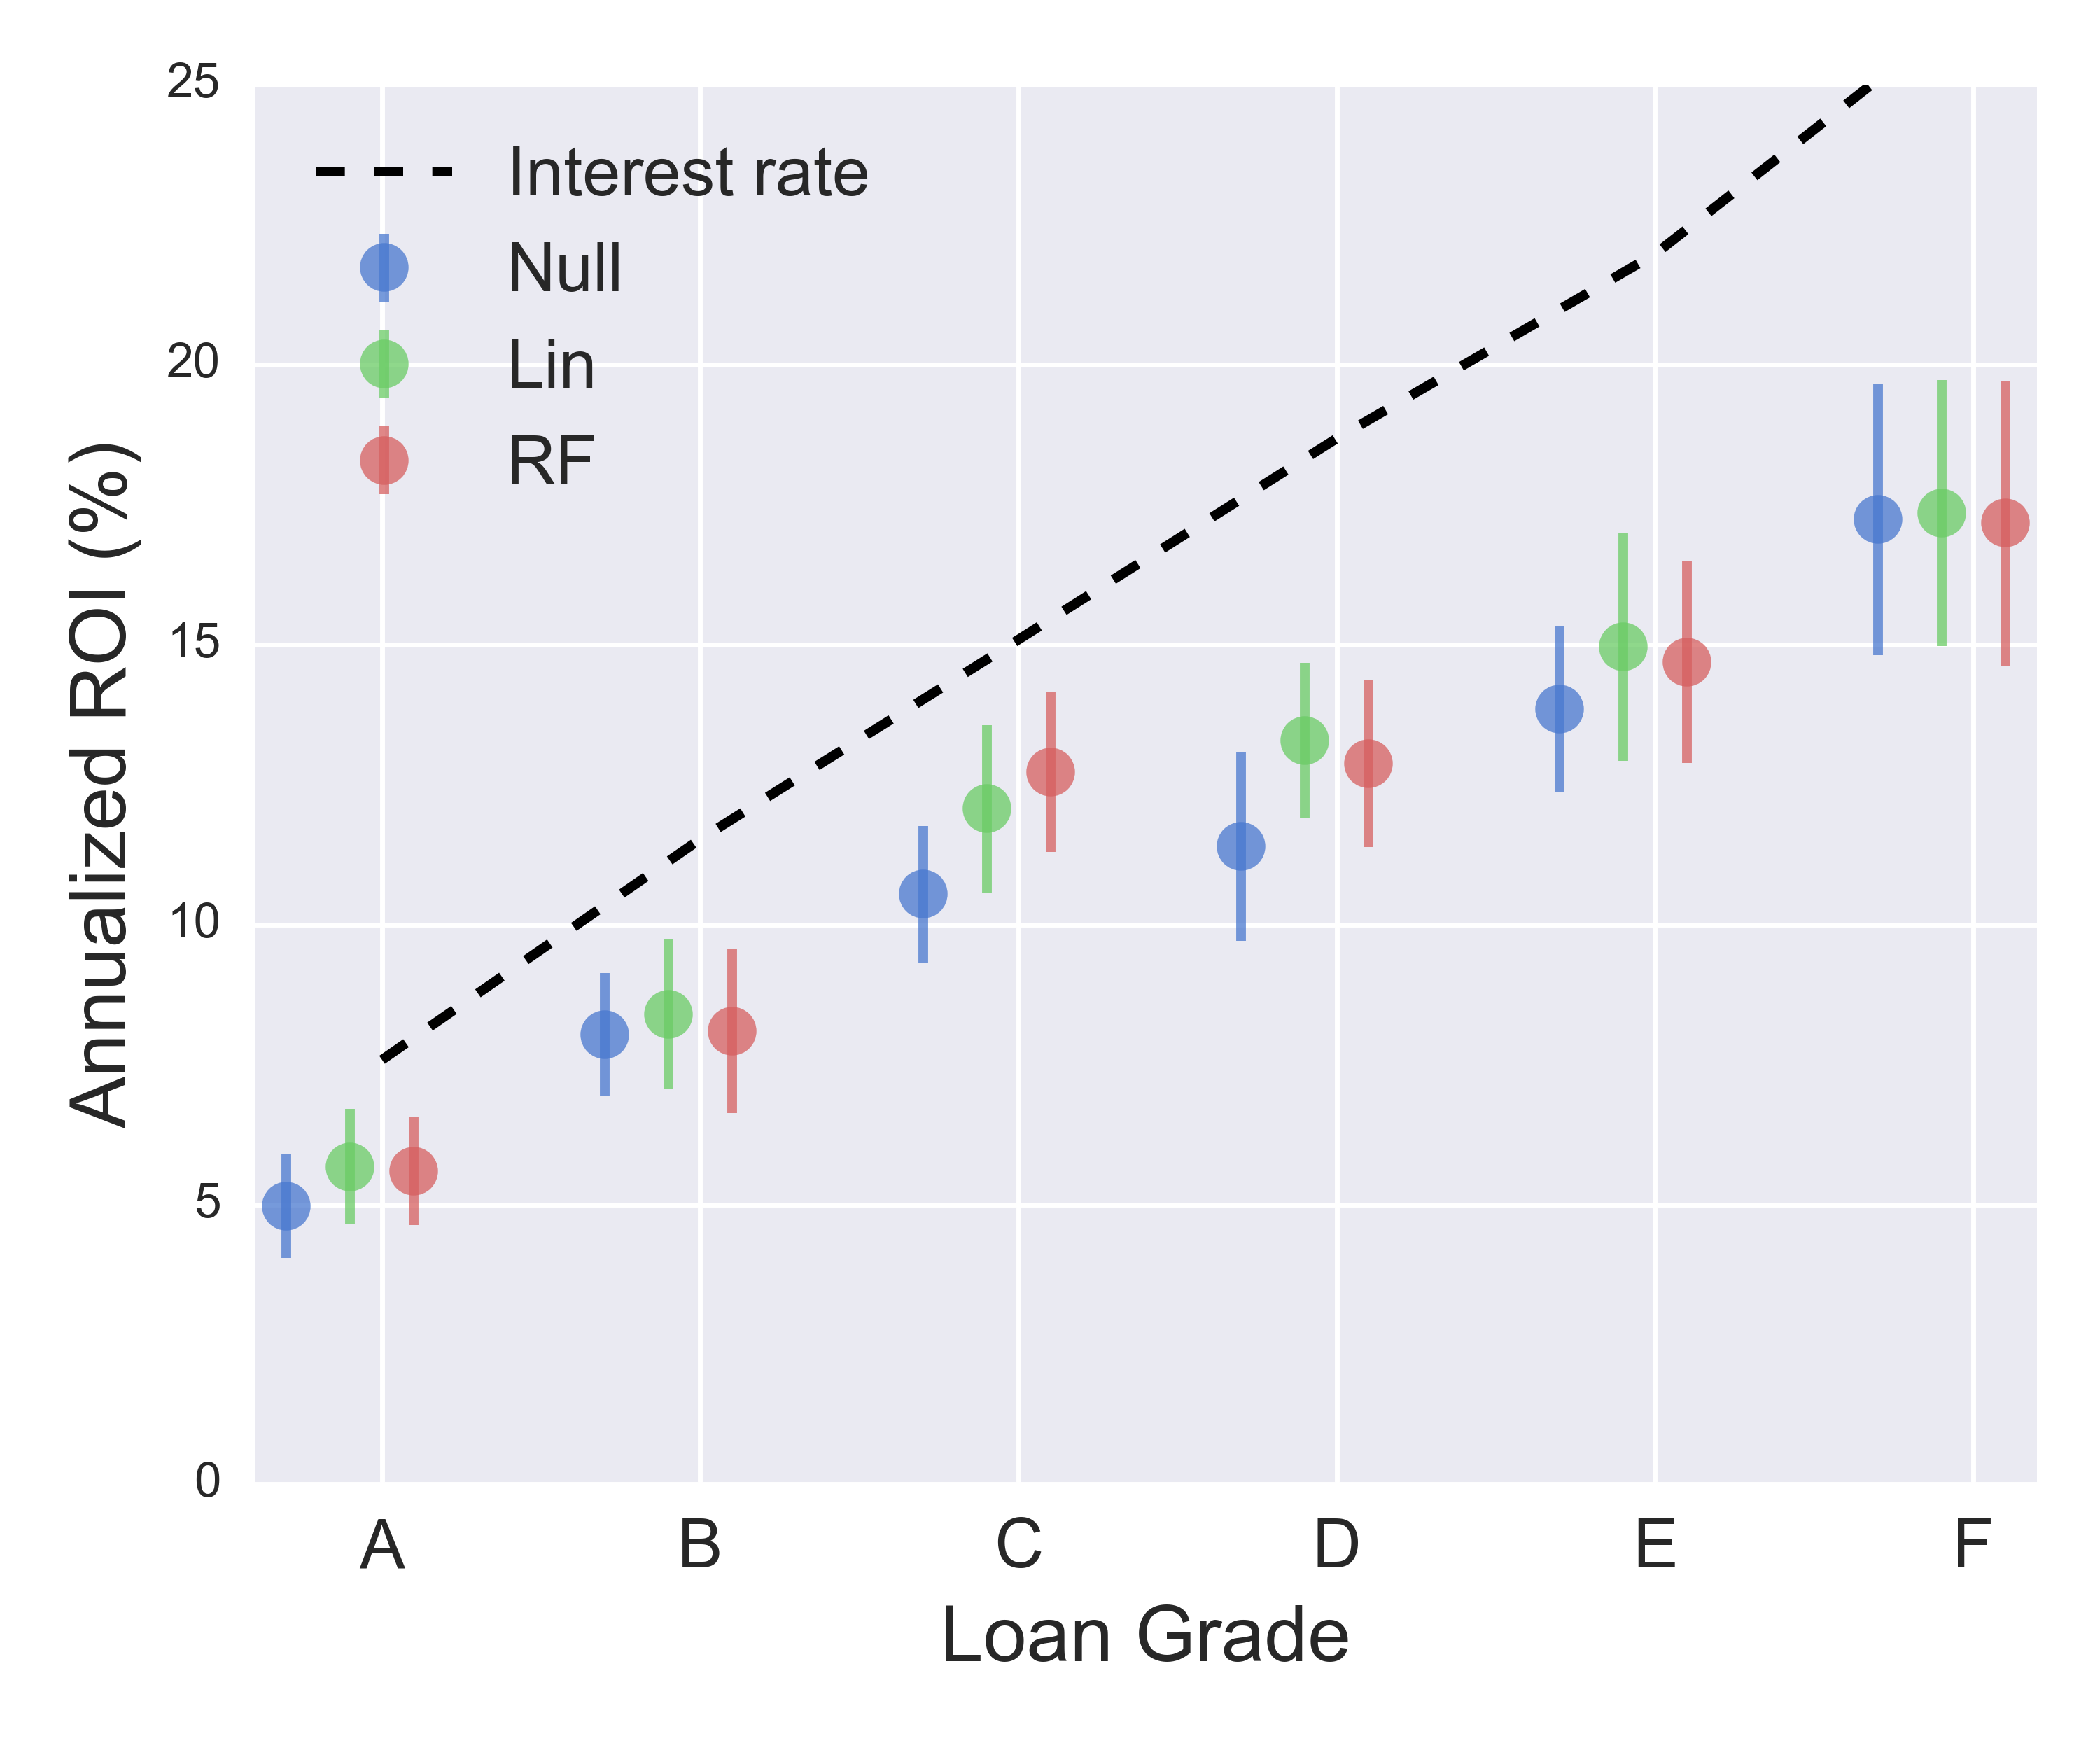 25
20
15
10
5
0
Annualized ROI (%)
Interest rate
Null
Lin
RF
A B C D E F
Loan Grade